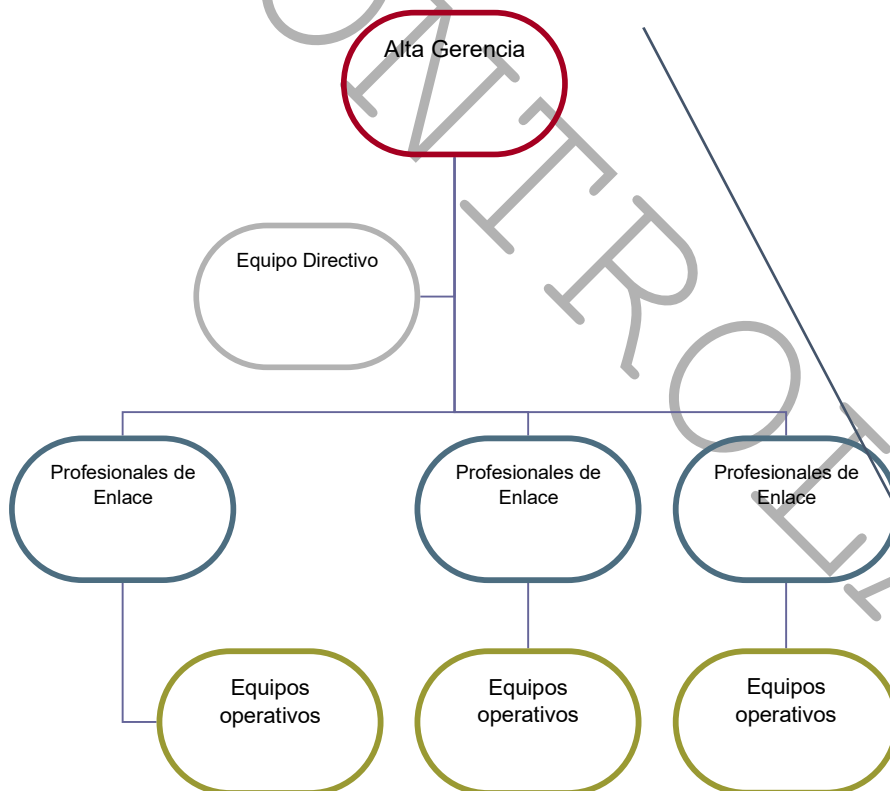 Alta Gerencia
Equipo Directivo
Profesionales de
Enlace
Profesionales de
Enlace
Profesionales de
Enlace
Equipos
operativos
Equipos
operativos
Equipos
operativos
ONTROL